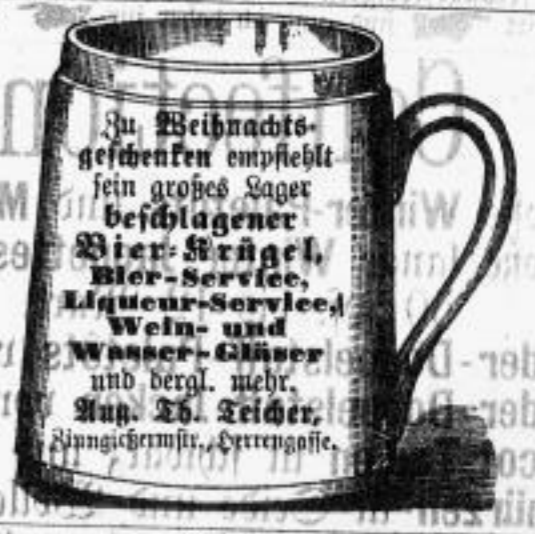 Zu Weihnachts-
geschenken empfiehlt
sein großes Lager
beschlagener
Bier-Krügel,
Bier-Service,
Liqueur-Service,
Wein- und
Wasser-Gläser
und dergl. mehr.
Aug. Th. Teicher,
Zinngießermstr., Herrengasse.